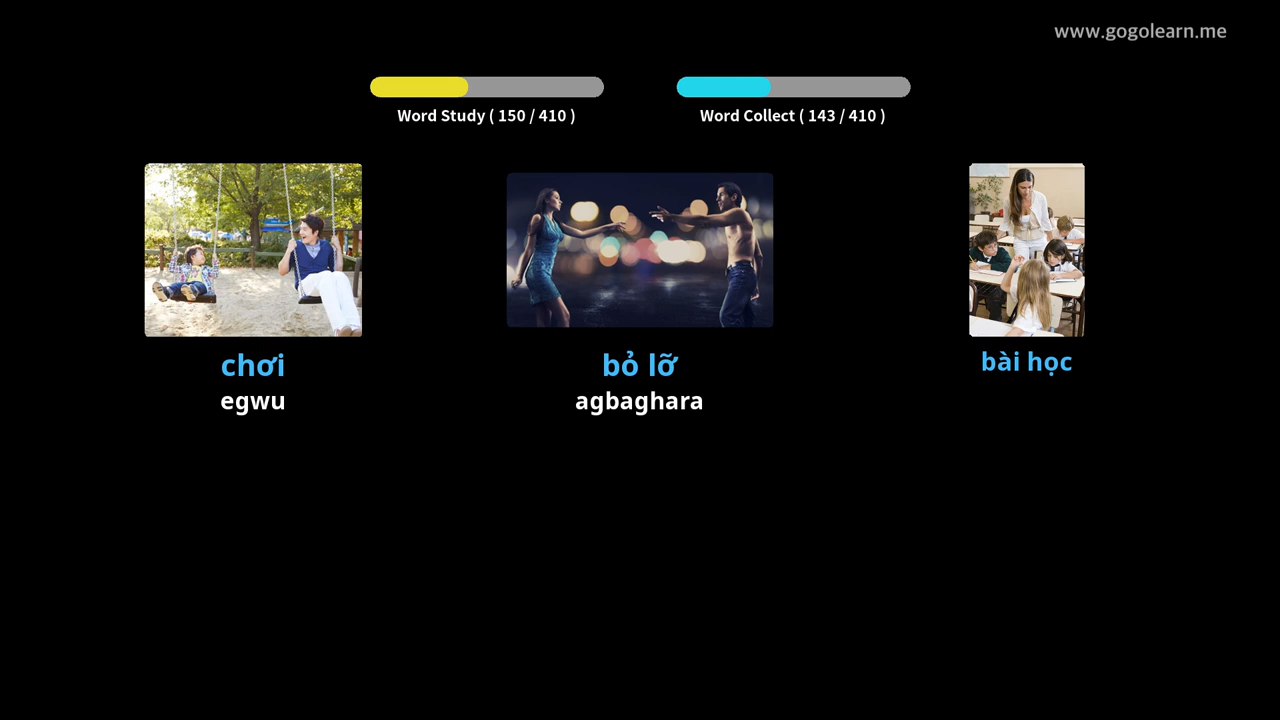 www.gogolearn.me
Word Study ( 150 / 410 )
Word Collect ( 143 / 410 )
chơi
egwu
bỏ lỡ
agbaghara
bài học